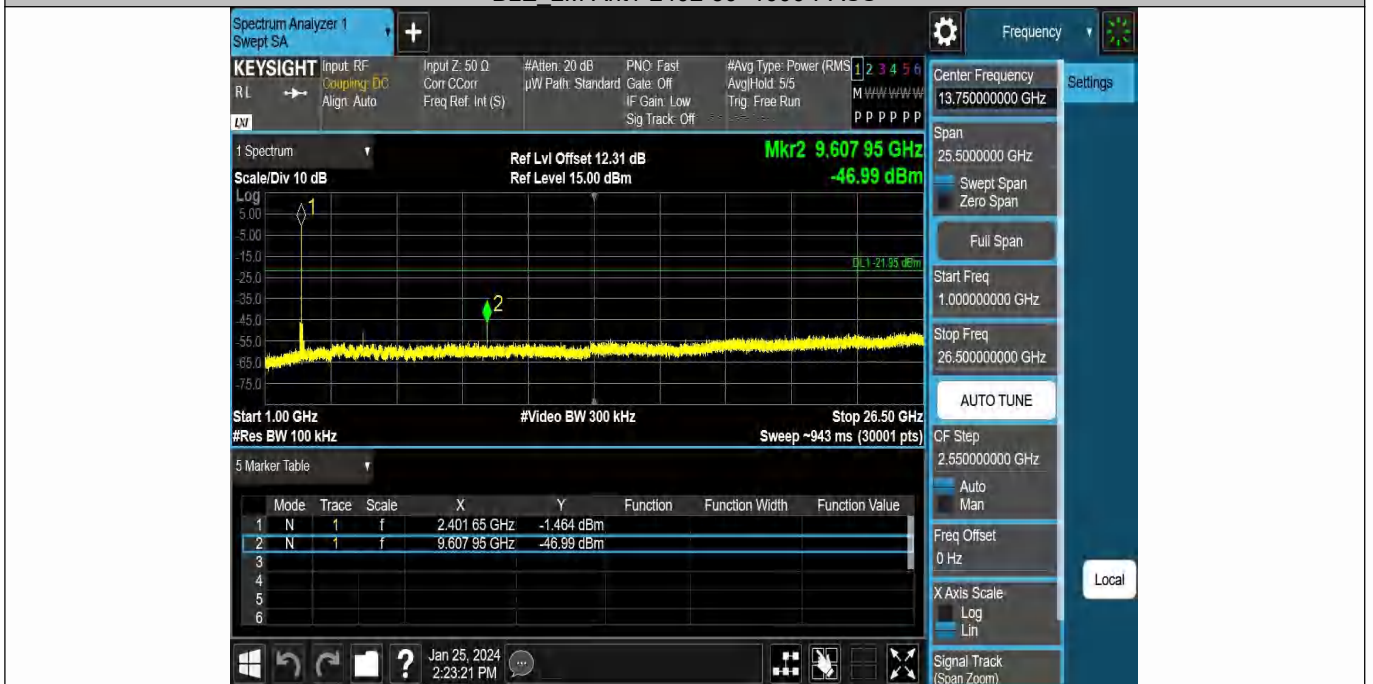 Spectrum Analyzer 1
Swept SA
+
Frequency
KEYSIGHT
RL
LXI
Input: RF
Coupling: DC
Align: Auto
Input Z: 50 Ω
Corr CCorr
Freq Ref: Int (S)
#Atten: 20 dB
µW Path: Standard
PNO: Fast
Gate: Off
IF Gain: Low
Sig Track: Off
#Avg Type: Power (RMS
Avg|Hold: 5/5
Trig: Free Run
1 2 3 4 5 6
M W W W W W
P P P P P P
Center Frequency
13.750000000 GHz
Settings
Span
25.5000000 GHz
Swept Span
Zero Span
Full Span
Start Freq
1.000000000 GHz
Stop Freq
26.500000000 GHz
AUTO TUNE
CF Step
2.550000000 GHz
Auto
Man
Freq Offset
0 Hz
X Axis Scale
Log
Lin
Signal Track
(Span Zoom)
Local
1 Spectrum
Scale/Div 10 dB
Ref Lvl Offset 12.31 dB
Ref Level 15.00 dBm
Mkr2 9.607 95 GHz
-46.99 dBm
Log
5.00
-5.00
-15.0
-25.0
-35.0
-45.0
-55.0
-65.0
-75.0
1
2
DL1 -21.95 dBm
Start 1.00 GHz
#Video BW 300 kHz
Stop 26.50 GHz
#Res BW 100 kHz
Sweep ~943 ms (30001 pts)
5 Marker Table
Mode Trace Scale X Y Function Function Width Function Value
1 N 1 f 2.401 65 GHz -1.464 dBm
2 N 1 f 9.607 95 GHz -46.99 dBm
3
4
5
6
?
Jan 25, 2024
2:23:21 PM